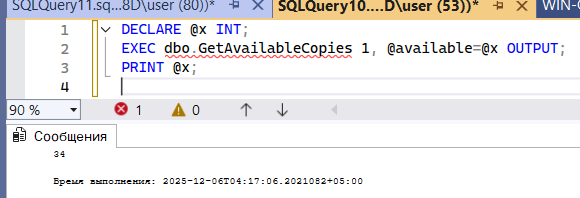 SQLQuery11.sq...8D\user (80))*
SQLQuery10....D\user (53))*
WIN-
1 DECLARE @x INT;
2 EXEC dbo.GetAvailableCopies 1, @available=@x OUTPUT;
3 PRINT @x;
4
90 %
1
0
Сообщения
34
Время выполнения: 2025-12-06T04:17:06.2021082+05:00